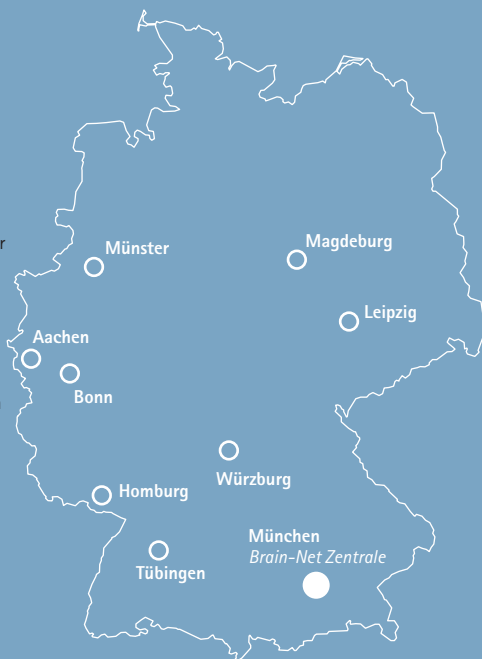 r
Münster
Magdeburg
Leipzig
Aachen
Bonn
Würzburg
Homburg
München
Brain-Net Zentrale
Tübingen